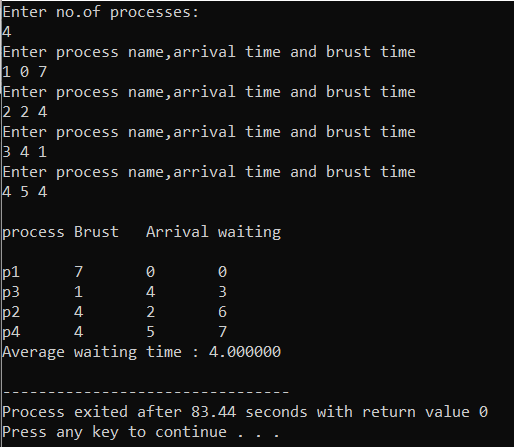 Enter no.of processes:
4
Enter process name,arrival time and brust time
1 0 7
Enter process name,arrival time and brust time
2 2 4
Enter process name,arrival time and brust time
3 4 1
Enter process name,arrival time and brust time
4 5 4
process Brust Arrival waiting
p1 7 0 0
p3 1 4 3
p2 4 2 6
p4 4 5 7
Average waiting time : 4.000000
--------------------------------
Process exited after 83.44 seconds with return value 0
Press any key to continue . . .